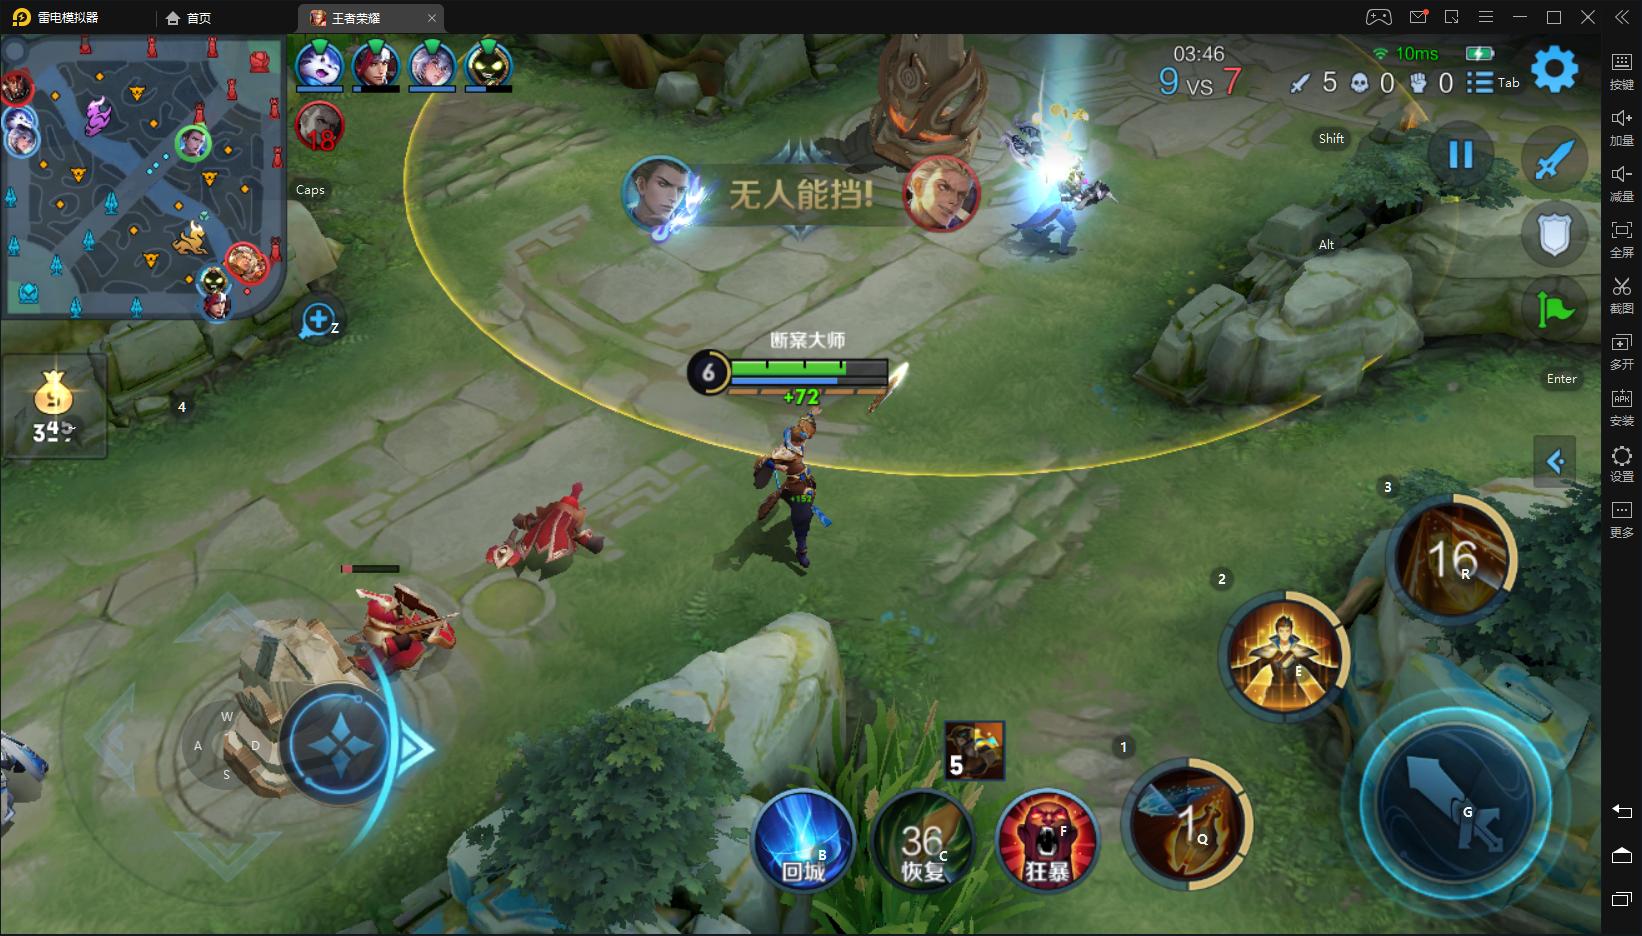 雷电模拟器
首页
王者荣耀
03:46
9 vs 7
10ms
5
0
0
Tab
按键
加量
减量
全屏
截图
多开
安装
APK
设置
更多
18
Caps
Shift
Alt
Enter
无人能挡!
Z
4
断案大师
6
+72
+152
3
16
R
2
E
W
A
D
S
5
1
1
Q
G
B
回城
36
C
恢复
F
狂暴